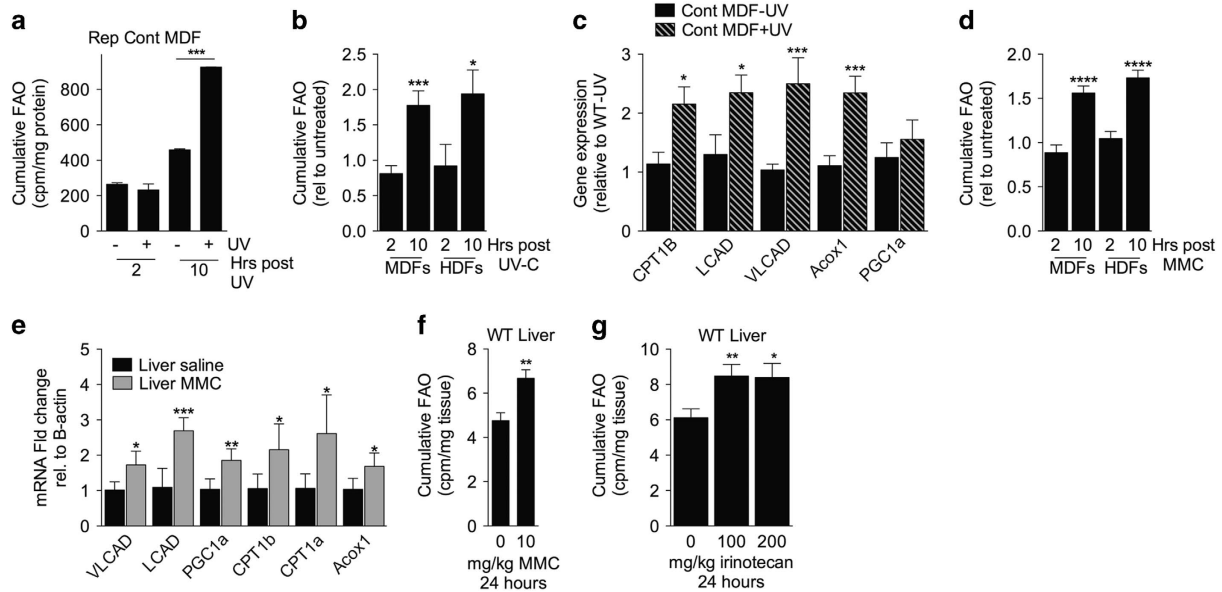 a
Rep Cont MDF
Cumulative FAO
(cpm/mg protein)
800
600
400
200
0
***
- + - + UV
2 10 Hrs post
UV
b
Cumulative FAO
(rel to untreated)
2.5
2.0
1.5
1.0
0.5
0.0
***
*
2 10 2 10 Hrs post
MDFs HDFs UV-C
c
Cont MDF-UV
Cont MDF+UV
Gene expression
(relative to WT-UV)
3
2
1
0
*
*
***
***
CPT1B
LCAD
VLCAD
Acox1
PGC1a
d
Cumulative FAO
(rel to untreated)
2.0
1.5
1.0
0.5
0.0
****
****
2 10 2 10 Hrs post
MDFs HDFs MMC
e
Liver saline
Liver MMC
mRNA Fld change
rel. to B-actin
5
4
3
2
1
0
*
***
**
*
*
*
VLCAD
LCAD
PGC1a
CPT1b
CPT1a
Acox1
f
WT Liver
Cumulative FAO
(cpm/mg tissue)
8
6
4
2
0
**
0 10
mg/kg MMC
24 hours
g
WT Liver
Cumulative FAO
(cpm/mg tissue)
10
8
6
4
2
0
**
*
0 100 200
mg/kg irinotecan
24 hours